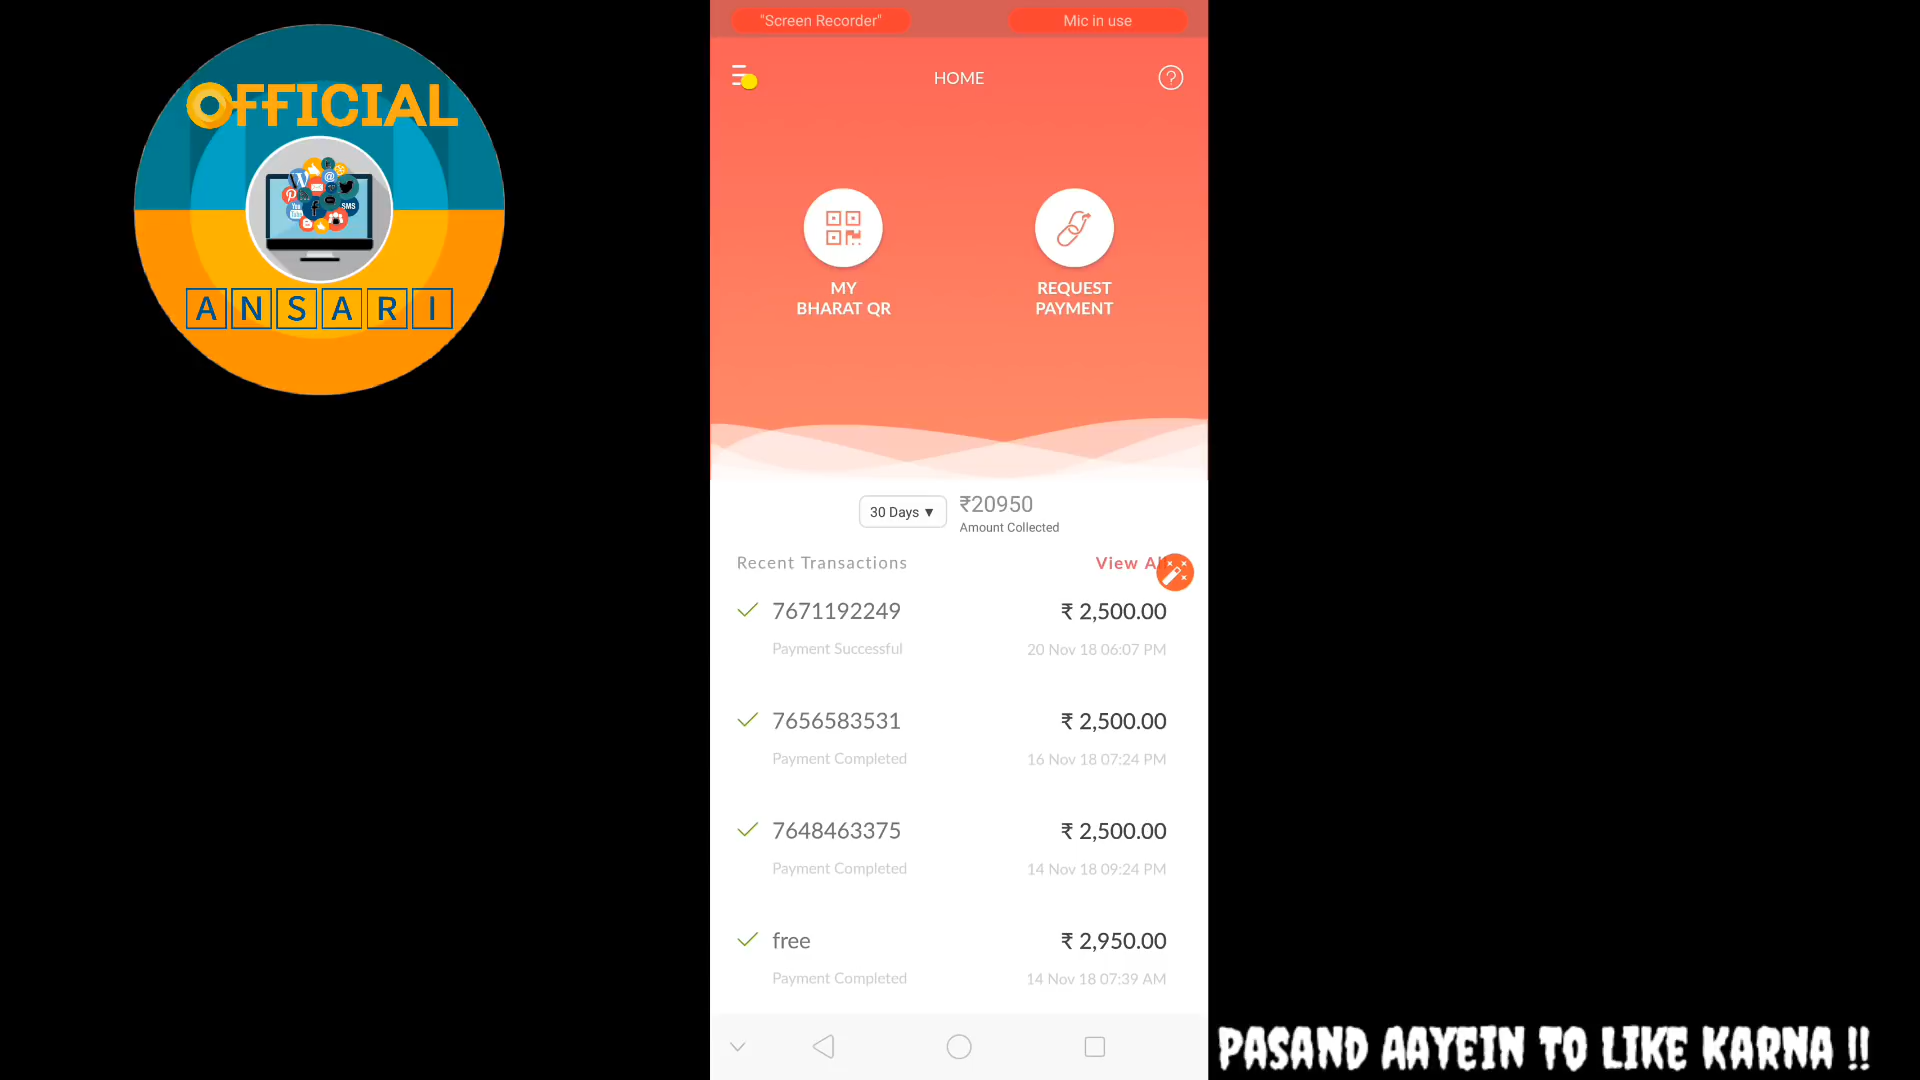 OFFICIAL
ANSARI
"Screen Recorder"
Mic in use
HOME
MY
BHARAT QR
REQUEST
PAYMENT
30 Days ▼
₹20950
Amount Collected
Recent Transactions
View All
7671192249
₹ 2,500.00
Payment Successful
20 Nov 18 06:07 PM
7656583531
₹ 2,500.00
Payment Completed
16 Nov 18 07:24 PM
7648463375
₹ 2,500.00
Payment Completed
14 Nov 18 09:24 PM
free
₹ 2,950.00
Payment Completed
14 Nov 18 07:39 AM
PASAND AAYEIN TO LIKE KARNA !!